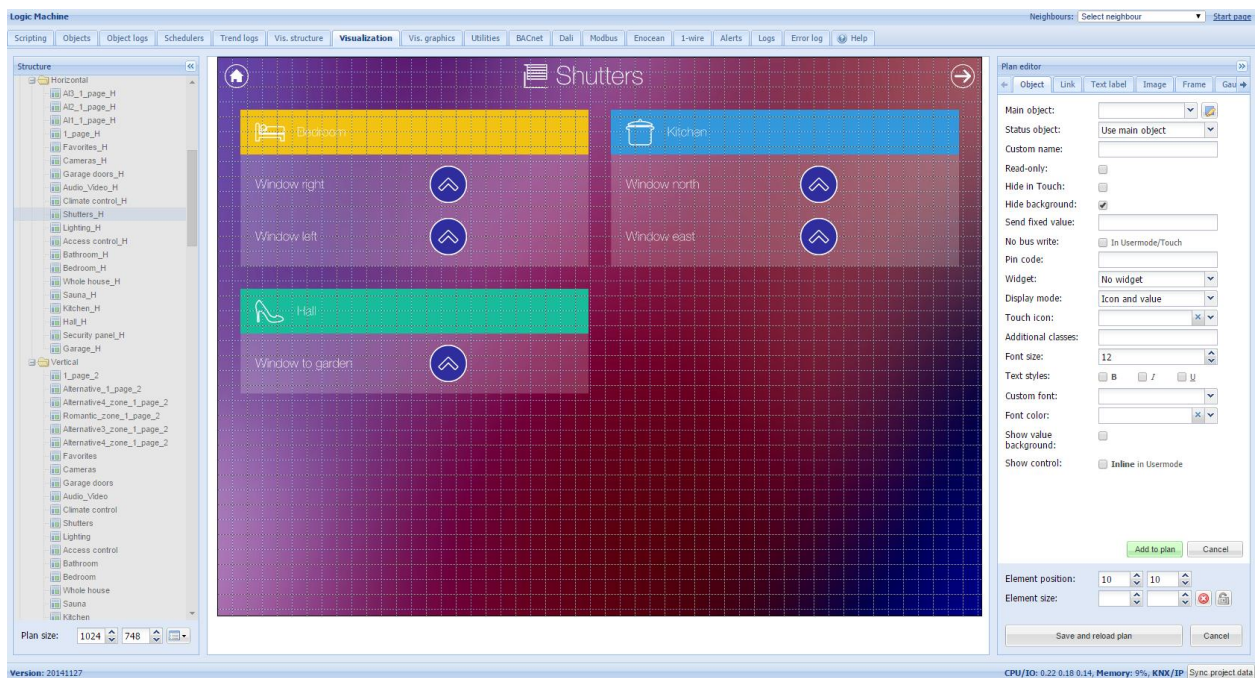 Logic Machine
Neighbours: Select neighbour Start page
Scripting Objects Object logs Schedulers Trend logs Vis. structure Visualization Vis. graphics Utilities BACnet Dali Modbus Enocean 1-wire Alerts Logs Error log Help
Structure
Horizontal
AI3_1_page_H
AI2_1_page_H
AI1_1_page_H
1_page_H
Favorites_H
Cameras_H
Garage doors_H
Audio_Video_H
Climate control_H
Shutters_H
Lighting_H
Access control_H
Bathroom_H
Bedroom_H
Whole house_H
Sauna_H
Kitchen_H
Hall_H
Security panel_H
Garage_H
Vertical
1_page_2
Alternative_1_page_2
Alternative4_zone_1_page_2
Romantic_zone_1_page_2
Alternative3_zone_1_page_2
Alternative4_zone_1_page_2
Favorites
Cameras
Garage doors
Audio_Video
Climate control
Shutters
Lighting
Access control
Bathroom
Bedroom
Whole house
Sauna
Kitchen
Plan size: 1024 748
Shutters
Bedroom
Window right
Window left
Kitchan
Window north
Window east
Hall
Window to garden
Plan editor
Object Link Text label Image Frame Gau
Main object:
Status object: Use main object
Custom name:
Read-only:
Hide in Touch:
Hide background:
Send fixed value:
No bus write: In Usermode/Touch
Pin code:
Widget: No widget
Display mode: Icon and value
Touch icon:
Additional classes:
Font size: 12
Text styles: B I U
Custom font:
Font color:
Show value
background:
Show control: Inline in Usermode
Add to plan Cancel
Element position: 10 10
Element size:
Save and reload plan Cancel
Version: 20141127
CPU/IO: 0.22 0.18 0.14, Memory: 9%, KNX/IP Sync project data